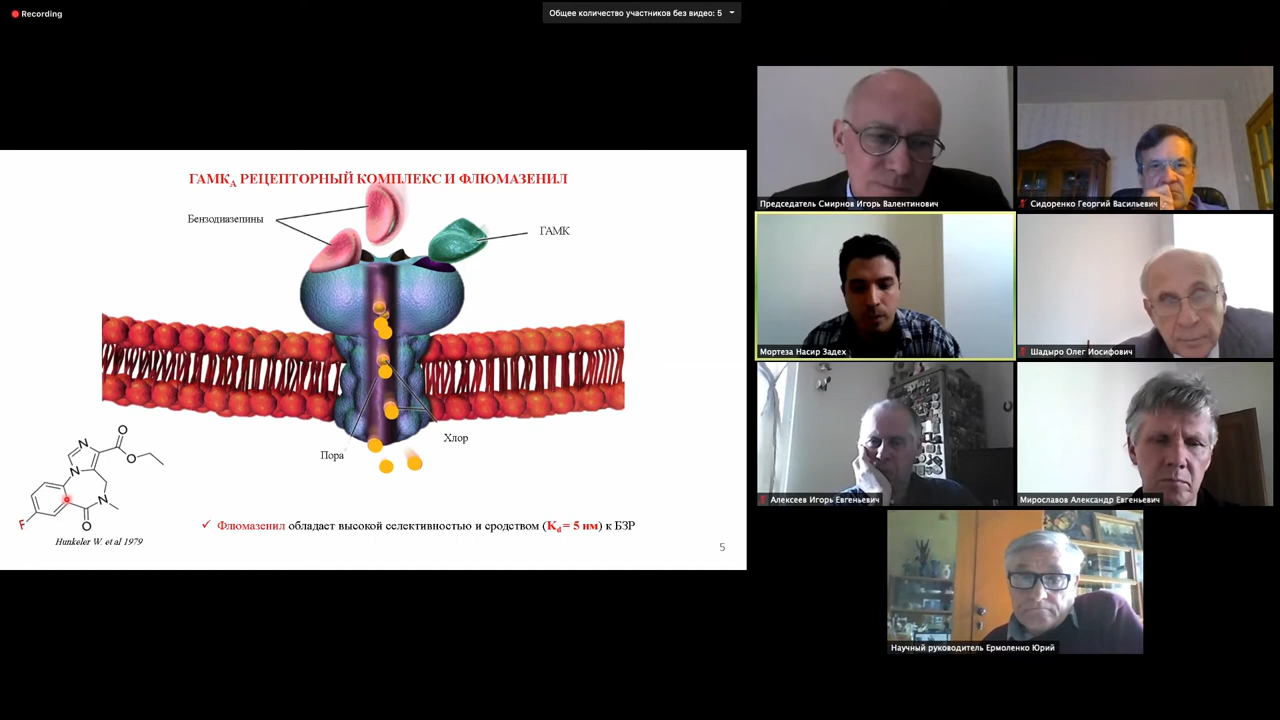 Recording
Общее количество участников без видео: 5
ГАМКА РЕЦЕПТОРНЫЙ КОМПЛЕКС И ФЛЮМАЗЕНИЛ
Бензодиазепины
ГАМК
Хлор
Пора
N
O
O
N
N
O
F
Hunkeler W. et al 1979
✓ Флюмазенил обладает высокой селективностью и сродством (Kd = 5 нм) к БЗР
5
Председатель Смирнов Игорь Валентинович
Сидоренко Георгий Васильевич
Мортеза Насир Задех
Шадыро Олег Иосифович
Алексеев Игорь Евгеньевич
Мирославов Александр Евгеньевич
Научный руководитель Ермоленко Юрий